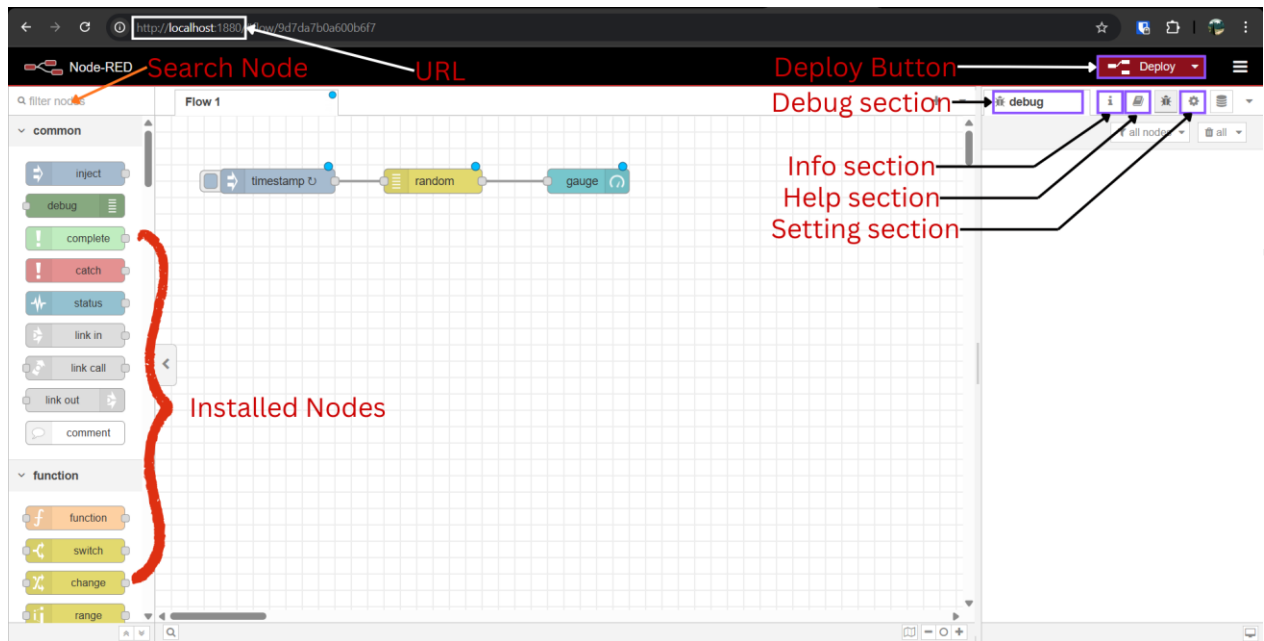 http://localhost:1880/flow/9d7da7b0a600b6f7
Node-RED
Search Node
URL
Deploy Button
Deploy
filter nodes
Flow 1
Debug section
debug
i
all nodes
all
common
inject
debug
complete
catch
status
link in
link call
link out
comment
timestamp ↻
random
gauge
Info section
Help section
Setting section
Installed Nodes
function
function
switch
change
range